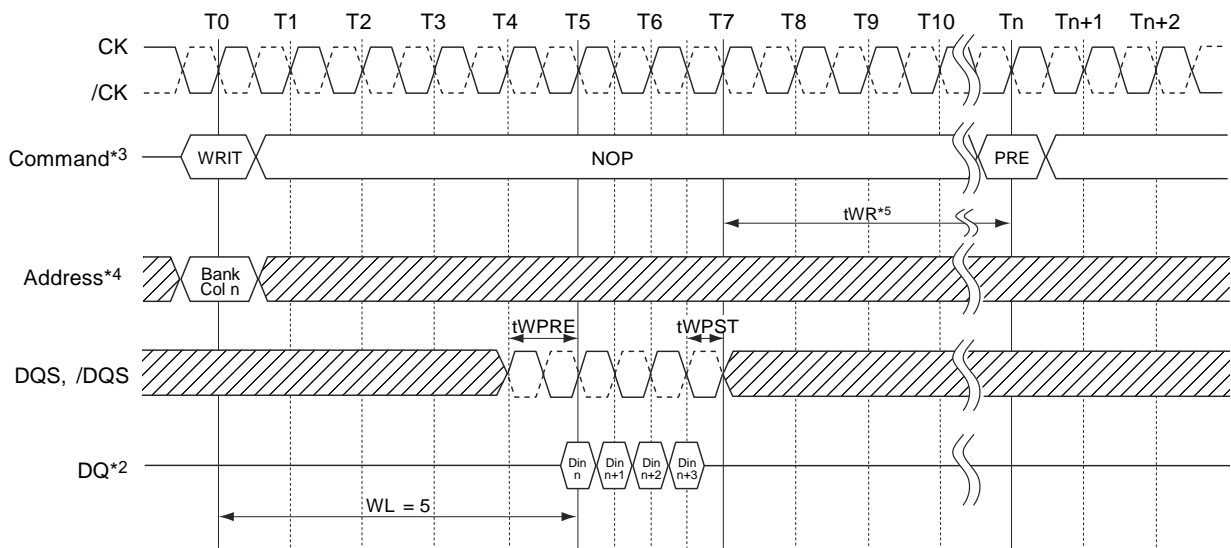 T0 T1 T2 T3 T4 T5 T6 T7 T8 T9 T10 Tn Tn+1 Tn+2
CK
/CK
Command*3 WRIT NOP PRE
tWR*5
Address*4 Bank Col n
tWPRE tWPST
DQS, /DQS
DQ*2 Din n Din n+1 Din n+2 Din n+3
WL = 5